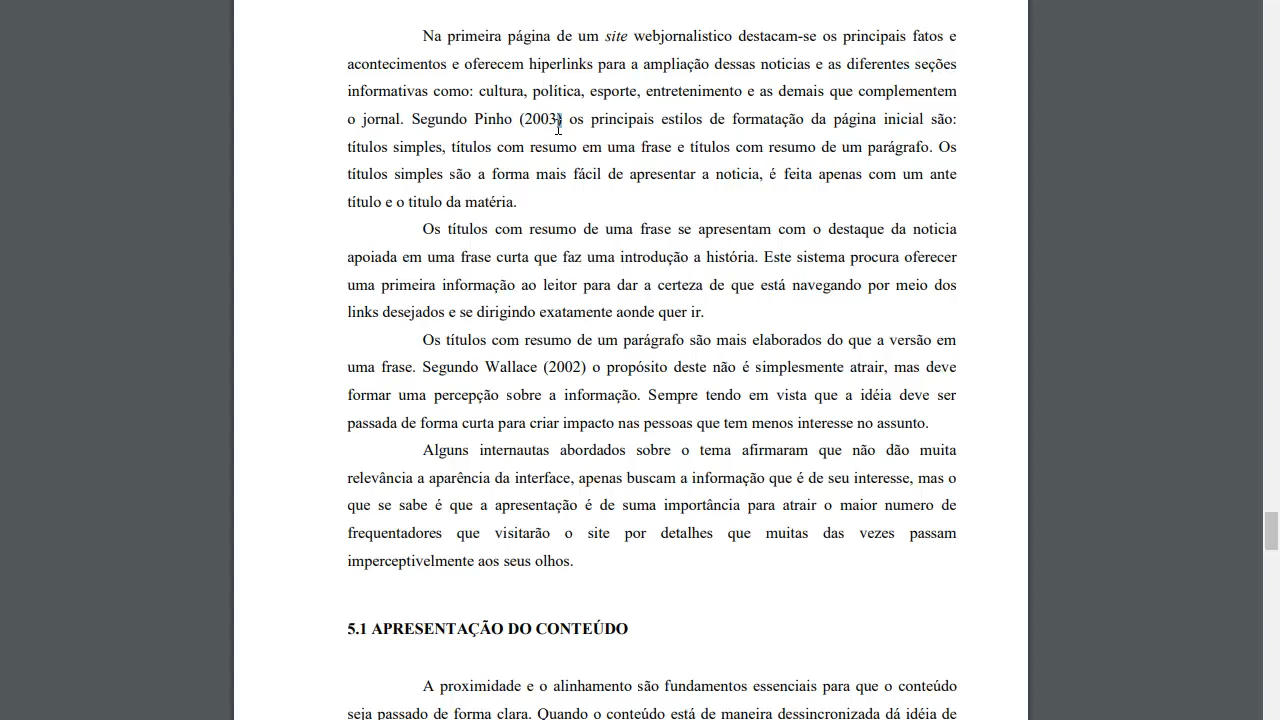 Na primeira página de um site webjornalistico destacam-se os principais fatos e
acontecimentos e oferecem hiperlinks para a ampliação dessas noticias e as diferentes seções
informativas como: cultura, política, esporte, entretenimento e as demais que complementem
o jornal. Segundo Pinho (2003) os principais estilos de formatação da página inicial são:
títulos simples, títulos com resumo em uma frase e títulos com resumo de um parágrafo. Os
títulos simples são a forma mais fácil de apresentar a noticia, é feita apenas com um ante
título e o titulo da matéria.
Os títulos com resumo de uma frase se apresentam com o destaque da noticia
apoiada em uma frase curta que faz uma introdução a história. Este sistema procura oferecer
uma primeira informação ao leitor para dar a certeza de que está navegando por meio dos
links desejados e se dirigindo exatamente aonde quer ir.
Os títulos com resumo de um parágrafo são mais elaborados do que a versão em
uma frase. Segundo Wallace (2002) o propósito deste não é simplesmente atrair, mas deve
formar uma percepção sobre a informação. Sempre tendo em vista que a idéia deve ser
passada de forma curta para criar impacto nas pessoas que tem menos interesse no assunto.
Alguns internautas abordados sobre o tema afirmaram que não dão muita
relevância a aparência da interface, apenas buscam a informação que é de seu interesse, mas o
que se sabe é que a apresentação é de suma importância para atrair o maior numero de
frequentadores que visitarão o site por detalhes que muitas das vezes passam
imperceptivelmente aos seus olhos.
5.1 APRESENTAÇÃO DO CONTEÚDO
A proximidade e o alinhamento são fundamentos essenciais para que o conteúdo
seja passado de forma clara. Quando o conteúdo está de maneira dessincronizada dá idéia de